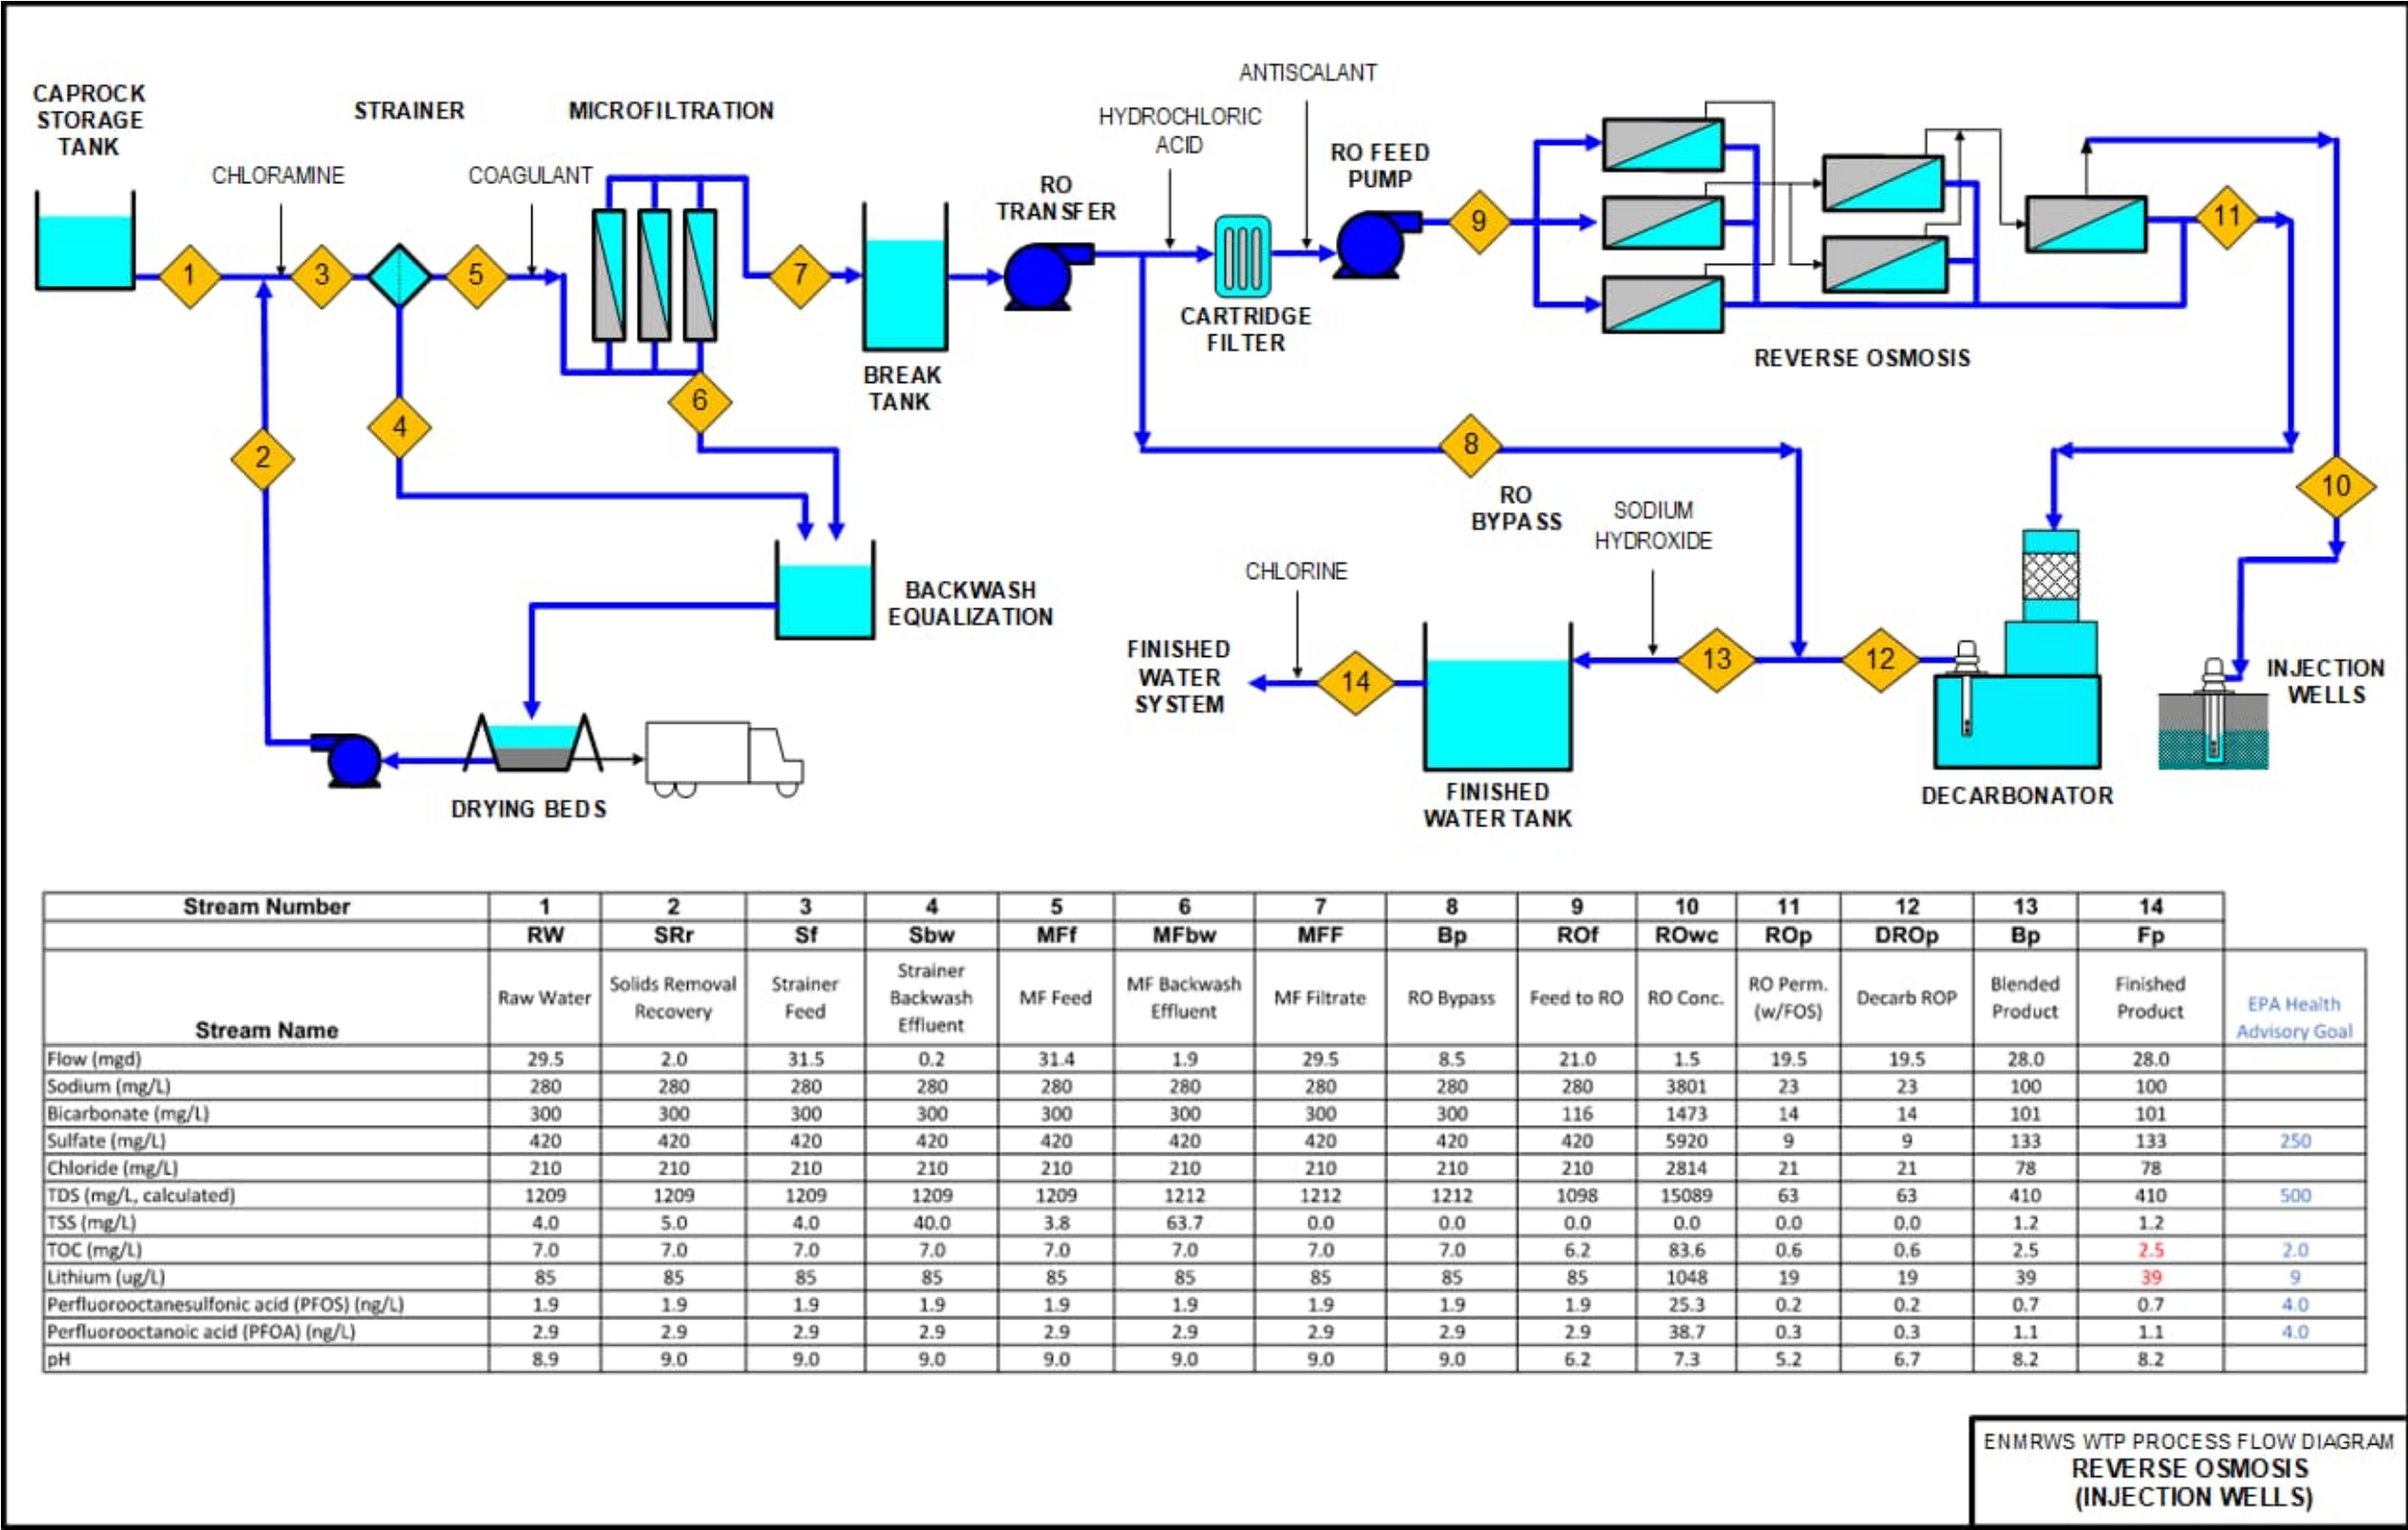 CAPROCK
STORAGE
TANK
STRAINER
MICROFILTRATION
CHLORAMINE
COAGULANT
ANTISCALANT
HYDROCHLORIC
ACID
RO
TRANSFER
RO FEED
PUMP
CARTRIDGE
FILTER
REVERSE OSMOSIS
BREAK
TANK
1
3
5
7
9
11
6
4
2
8
10
RO
BYPASS
SODIUM
HYDROXIDE
CHLORINE
BACKWASH
EQUALIZATION
FINISHED
WATER
SYSTEM
14
13
12
INJECTION
WELLS
DRYING BEDS
FINISHED
WATER TANK
DECARBONATOR
Stream Number 1 2 3 4 5 6 7 8 9 10 11 12 13 14
RW SRr Sf Sbw MFf MFbw MFF Bp ROf ROwc ROp DROp Bp Fp
Stream Name Raw Water Solids Removal Recovery Strainer Feed Strainer Backwash Effluent MF Feed MF Backwash Effluent MF Filtrate RO Bypass Feed to RO RO Conc. RO Perm. (w/FOS) Decarb ROP Blended Product Finished Product EPA Health Advisory Goal
Flow (mgd) 29.5 2.0 31.5 0.2 31.4 1.9 29.5 8.5 21.0 1.5 19.5 19.5 28.0 28.0
Sodium (mg/L) 280 280 280 280 280 280 280 280 280 3801 23 23 100 100
Bicarbonate (mg/L) 300 300 300 300 300 300 300 300 116 1473 14 14 101 101
Sulfate (mg/L) 420 420 420 420 420 420 420 420 420 5920 9 9 133 133 250
Chloride (mg/L) 210 210 210 210 210 210 210 210 210 2814 21 21 78 78
TDS (mg/L, calculated) 1209 1209 1209 1209 1209 1212 1212 1212 1098 15089 63 63 410 410 500
TSS (mg/L) 4.0 5.0 4.0 40.0 3.8 63.7 0.0 0.0 0.0 0.0 0.0 0.0 1.2 1.2
TOC (mg/L) 7.0 7.0 7.0 7.0 7.0 7.0 7.0 7.0 6.2 83.6 0.6 0.6 2.5 2.5 2.0
Lithium (ug/L) 85 85 85 85 85 85 85 85 85 1048 19 19 39 39 9
Perfluorooctanesulfonic acid (PFOS) (ng/L) 1.9 1.9 1.9 1.9 1.9 1.9 1.9 1.9 1.9 25.3 0.2 0.2 0.7 0.7 4.0
Perfluorooctanoic acid (PFOA) (ng/L) 2.9 2.9 2.9 2.9 2.9 2.9 2.9 2.9 2.9 38.7 0.3 0.3 1.1 1.1 4.0
pH 8.9 9.0 9.0 9.0 9.0 9.0 9.0 9.0 6.2 7.3 5.2 6.7 8.2 8.2
ENMRWS WTP PROCESS FLOW DIAGRAM
REVERSE OSMOSIS
(INJECTION WELLS)